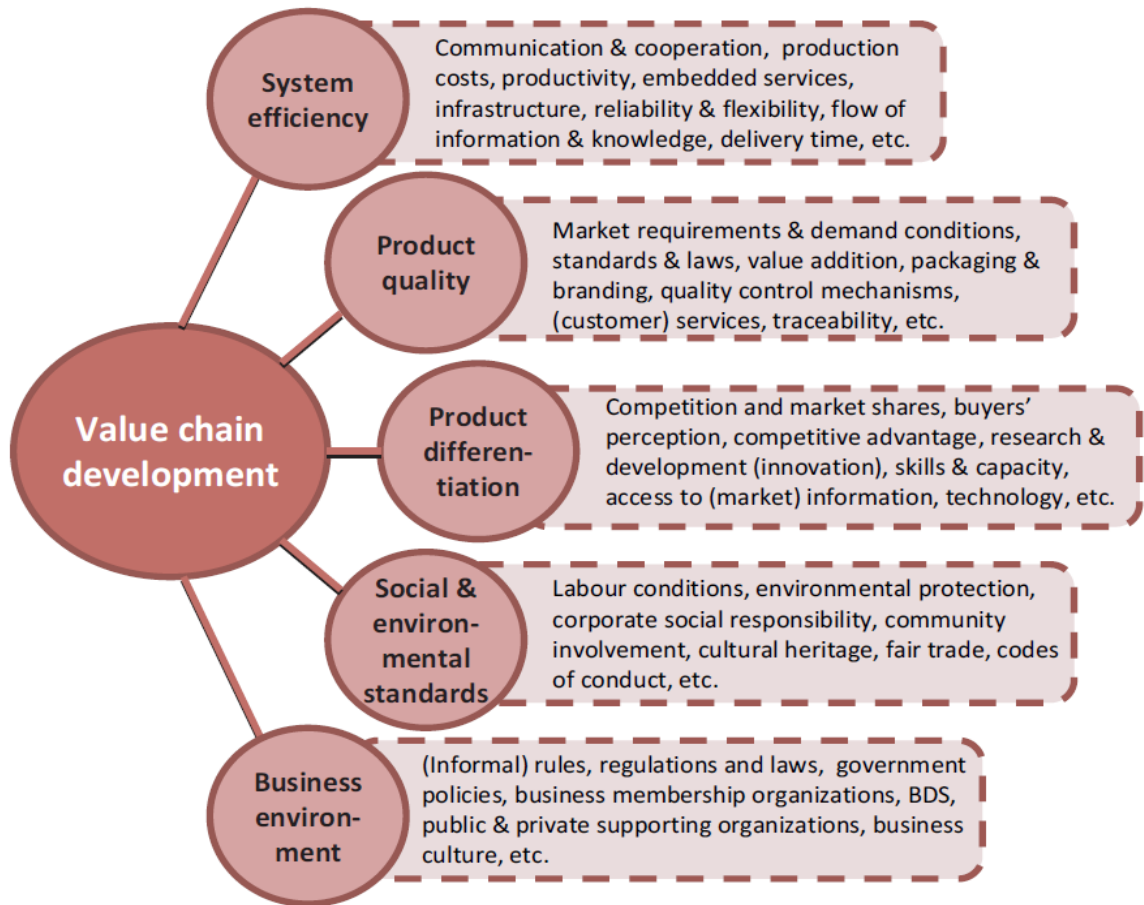 System
efficiency
Communication & cooperation, production
costs, productivity, embedded services,
infrastructure, reliability & flexibility, flow of
information & knowledge, delivery time, etc.
Product
quality
Market requirements & demand conditions,
standards & laws, value addition, packaging &
branding, quality control mechanisms,
(customer) services, traceability, etc.
Value chain
development
Product
differen-
tiation
Competition and market shares, buyers’
perception, competitive advantage, research &
development (innovation), skills & capacity,
access to (market) information, technology, etc.
Social &
environ-
mental
standards
Labour conditions, environmental protection,
corporate social responsibility, community
involvement, cultural heritage, fair trade, codes
of conduct, etc.
Business
environ-
ment
(Informal) rules, regulations and laws, government
policies, business membership organizations, BDS,
public & private supporting organizations, business
culture, etc.